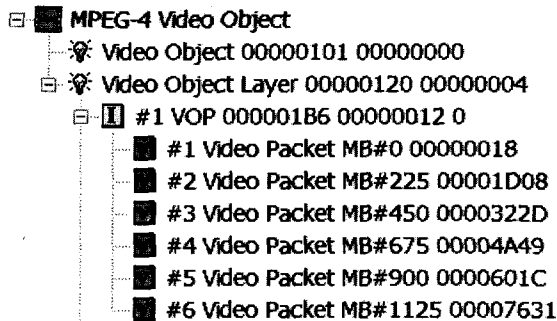 MPEG-4 Video Object
Video Object 00000101 00000000
Video Object Layer 00000120 00000004
I #1 VOP 000001B6 00000012 0
#1 Video Packet MB#0 00000018
#2 Video Packet MB#225 00001D08
#3 Video Packet MB#450 0000322D
#4 Video Packet MB#675 00004A49
#5 Video Packet MB#900 0000601C
#6 Video Packet MB#1125 00007631